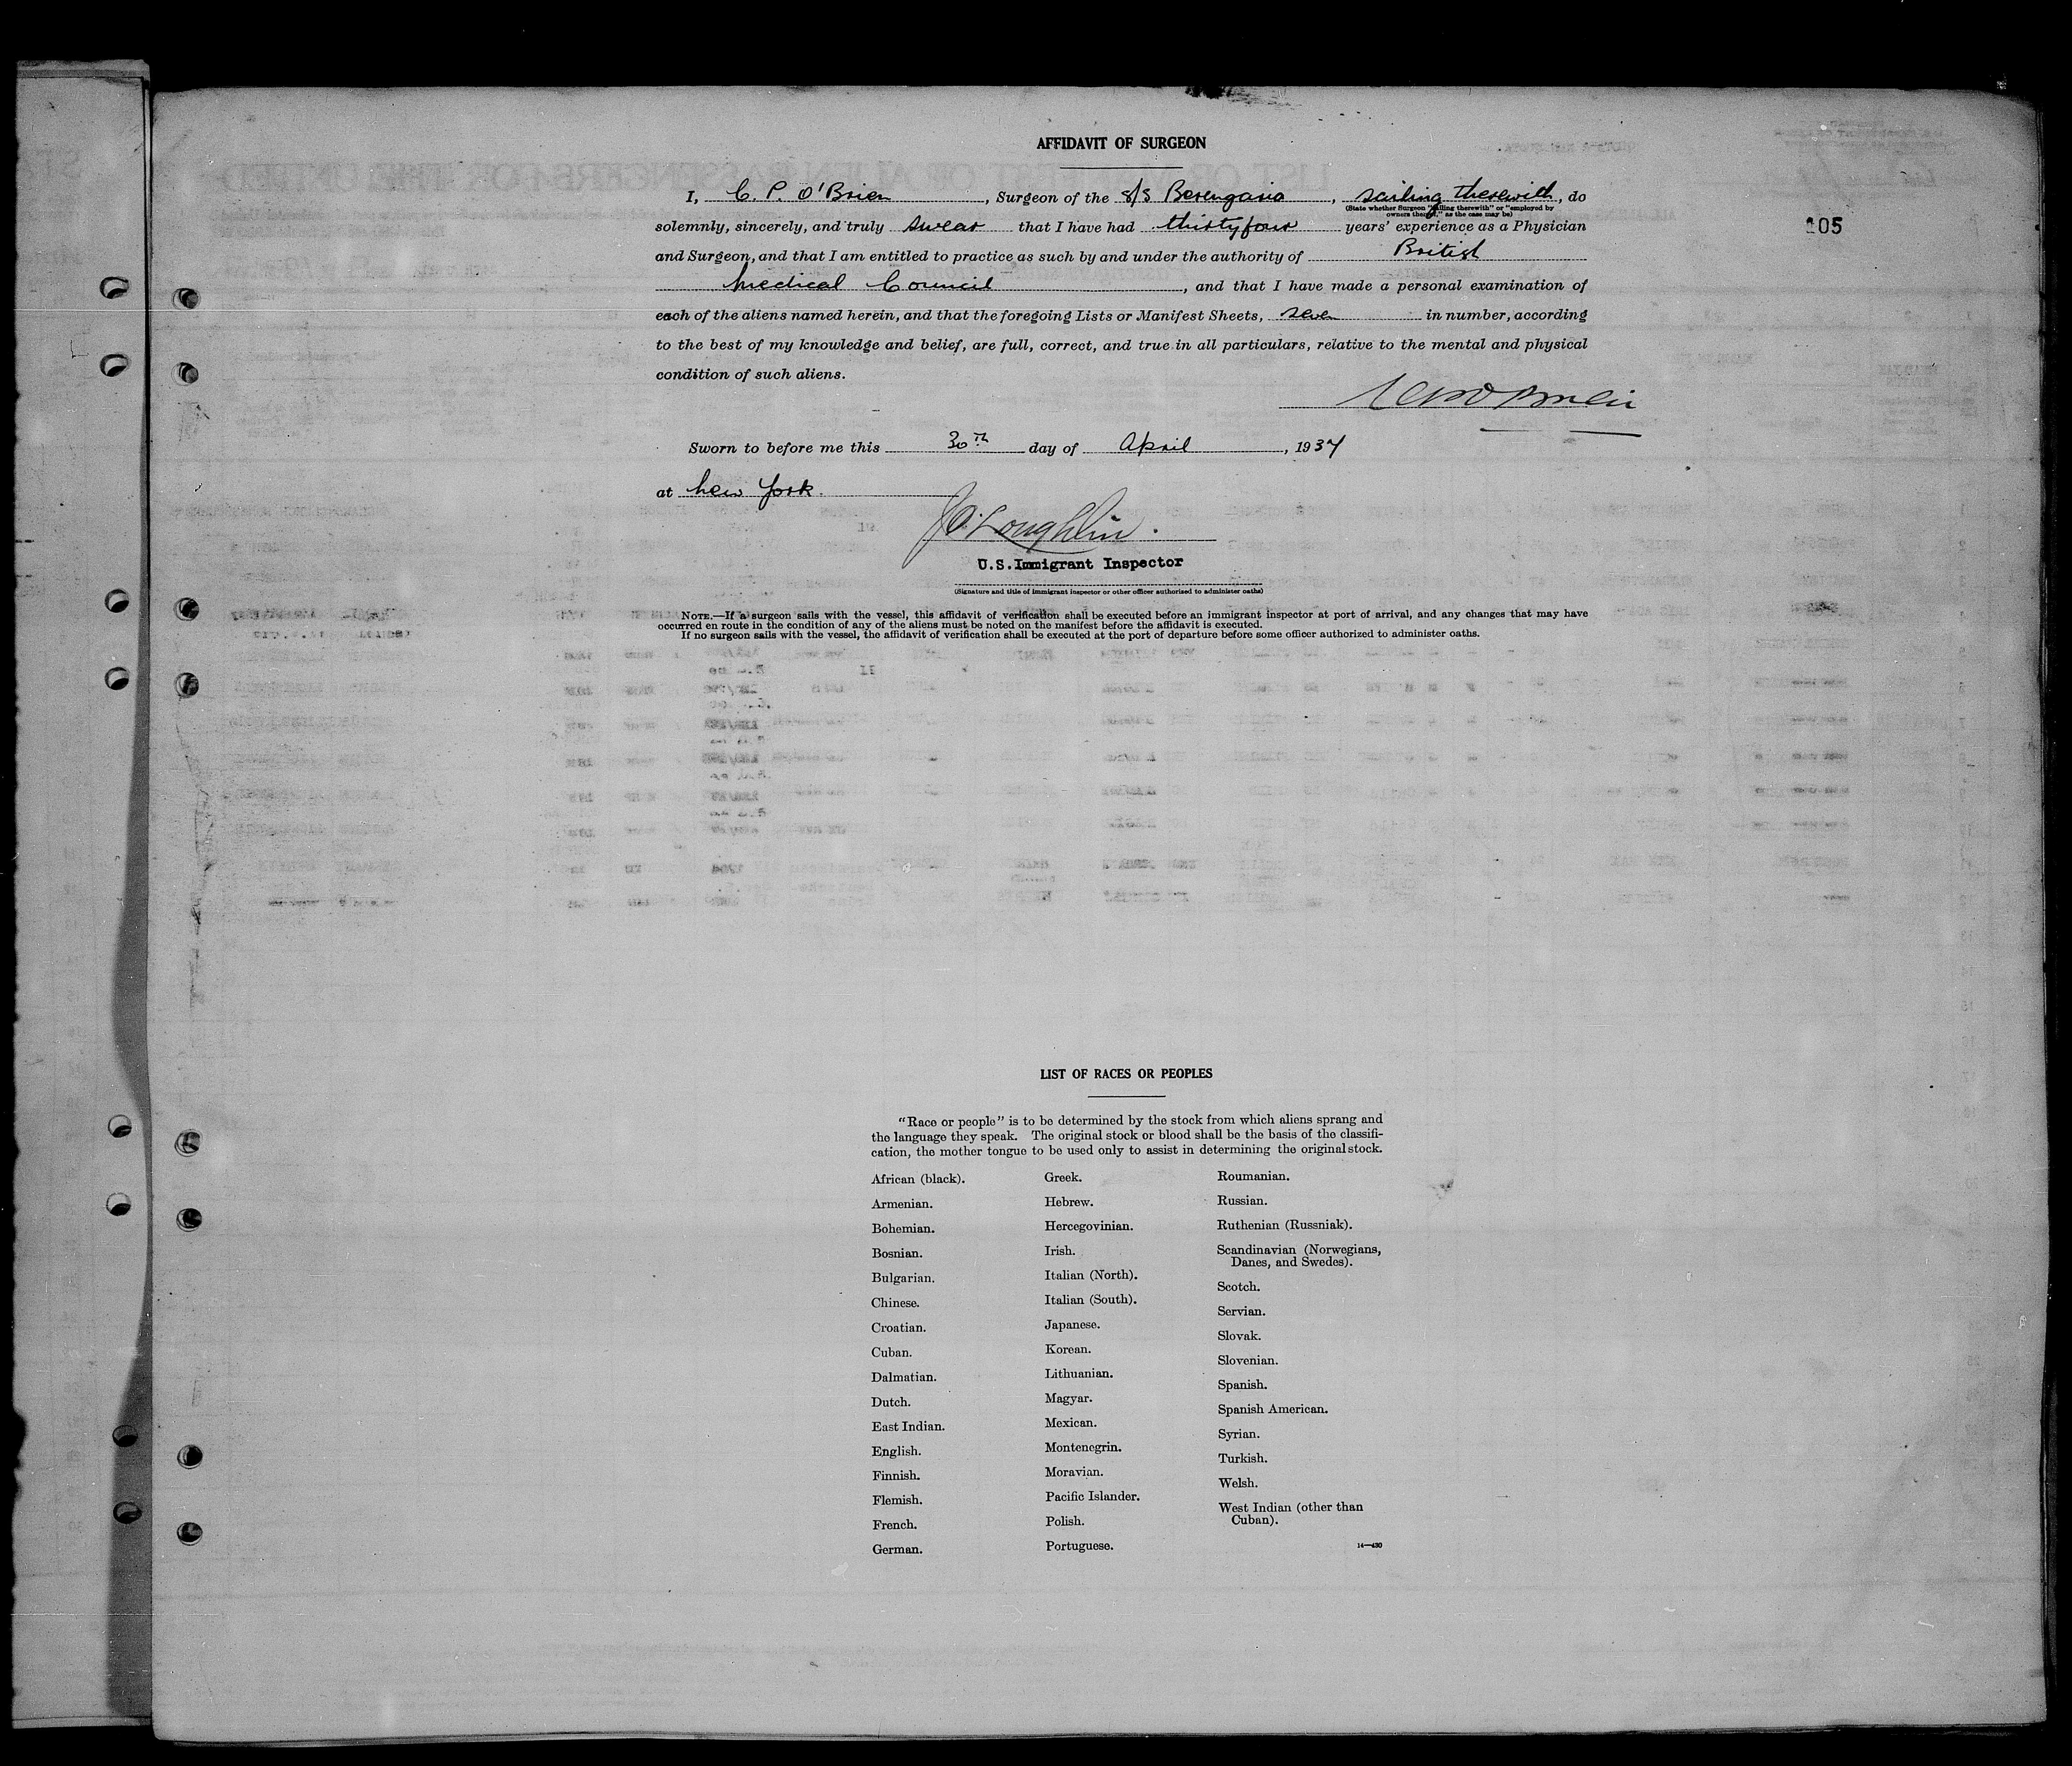 AFFIDAVIT OF SURGEON
I, C. P. O'Brien, Surgeon of the S/S Berengaria, sailing therewith, do
(State whether Surgeon "sailing therewith" or "employed by
owners thereof," as the case may be)
105
solemnly, sincerely, and truly swear that I have had thirtyfour years' experience as a Physician
and Surgeon, and that I am entitled to practice as such by and under the authority of British
Medical Council, and that I have made a personal examination of
each of the aliens named herein, and that the foregoing Lists or Manifest Sheets, seven in number, according
to the best of my knowledge and belief, are full, correct, and true in all particulars, relative to the mental and physical
condition of such aliens.
Sworn to before me this 30th day of April, 1937
at New York.
J O'Loughlin.
U.S. Immigrant Inspector
(Signature and title of immigrant inspector or other officer authorized to administer oaths)
NOTE.—If a surgeon sails with the vessel, this affidavit of verification shall be executed before an immigrant inspector at port of arrival, and any changes that may have
occurred en route in the condition of any of the aliens must be noted on the manifest before the affidavit is executed.
If no surgeon sails with the vessel, the affidavit of verification shall be executed at the port of departure before some officer authorized to administer oaths.
LIST OF RACES OR PEOPLES
"Race or people" is to be determined by the stock from which aliens sprang and
the language they speak. The original stock or blood shall be the basis of the classifi-
cation, the mother tongue to be used only to assist in determining the original stock.
African (black).
Armenian.
Bohemian.
Bosnian.
Bulgarian.
Chinese.
Croatian.
Cuban.
Dalmatian.
Dutch.
East Indian.
English.
Finnish.
Flemish.
French.
German.
Greek.
Hebrew.
Hercegovinian.
Irish.
Italian (North).
Italian (South).
Japanese.
Korean.
Lithuanian.
Magyar.
Mexican.
Montenegrin.
Moravian.
Pacific Islander.
Polish.
Portuguese.
Roumanian.
Russian.
Ruthenian (Russniak).
Scandinavian (Norwegians,
Danes, and Swedes).
Scotch.
Servian.
Slovak.
Slovenian.
Spanish.
Spanish American.
Syrian.
Turkish.
Welsh.
West Indian (other than
Cuban).
14—430